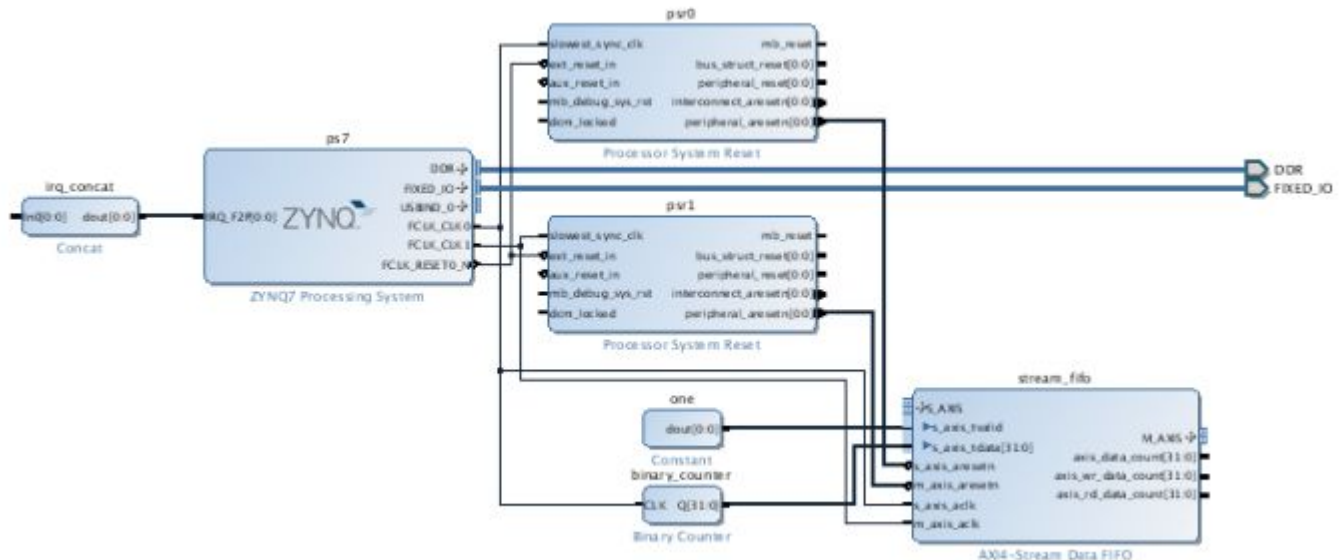 psr0
slowest_sync_clk
mb_reset
ext_reset_in
bus_struct_reset[0:0]
aux_reset_in
peripheral_reset[0:0]
mb_debug_sys_rst
interconnect_aresetn[0:0]
dcm_locked
peripheral_aresetn[0:0]
Processor System Reset
ps7
DDR
FIXED_IO
USBIND_0
FCLK_CLK0
FCLK_CLK1
FCLK_RESET0_N
IRQ_F2P[0:0]
ZYNQ
ZYNQ7 Processing System
irq_concat
In0[0:0]
dout[0:0]
Concat
DDR
FIXED_IO
psr1
slowest_sync_clk
mb_reset
ext_reset_in
bus_struct_reset[0:0]
aux_reset_in
peripheral_reset[0:0]
mb_debug_sys_rst
interconnect_aresetn[0:0]
dcm_locked
peripheral_aresetn[0:0]
Processor System Reset
one
dout[0:0]
Constant
binary_counter
CLK
Q[31:0]
Binary Counter
stream_fifo
S_AXIS
s_axis_tvalid
s_axis_tdata[31:0]
s_axis_aresetn
m_axis_aresetn
s_axis_aclk
m_axis_aclk
M_AXIS
axis_data_count[31:0]
axis_wr_data_count[31:0]
axis_rd_data_count[31:0]
AXI4-Stream Data FIFO